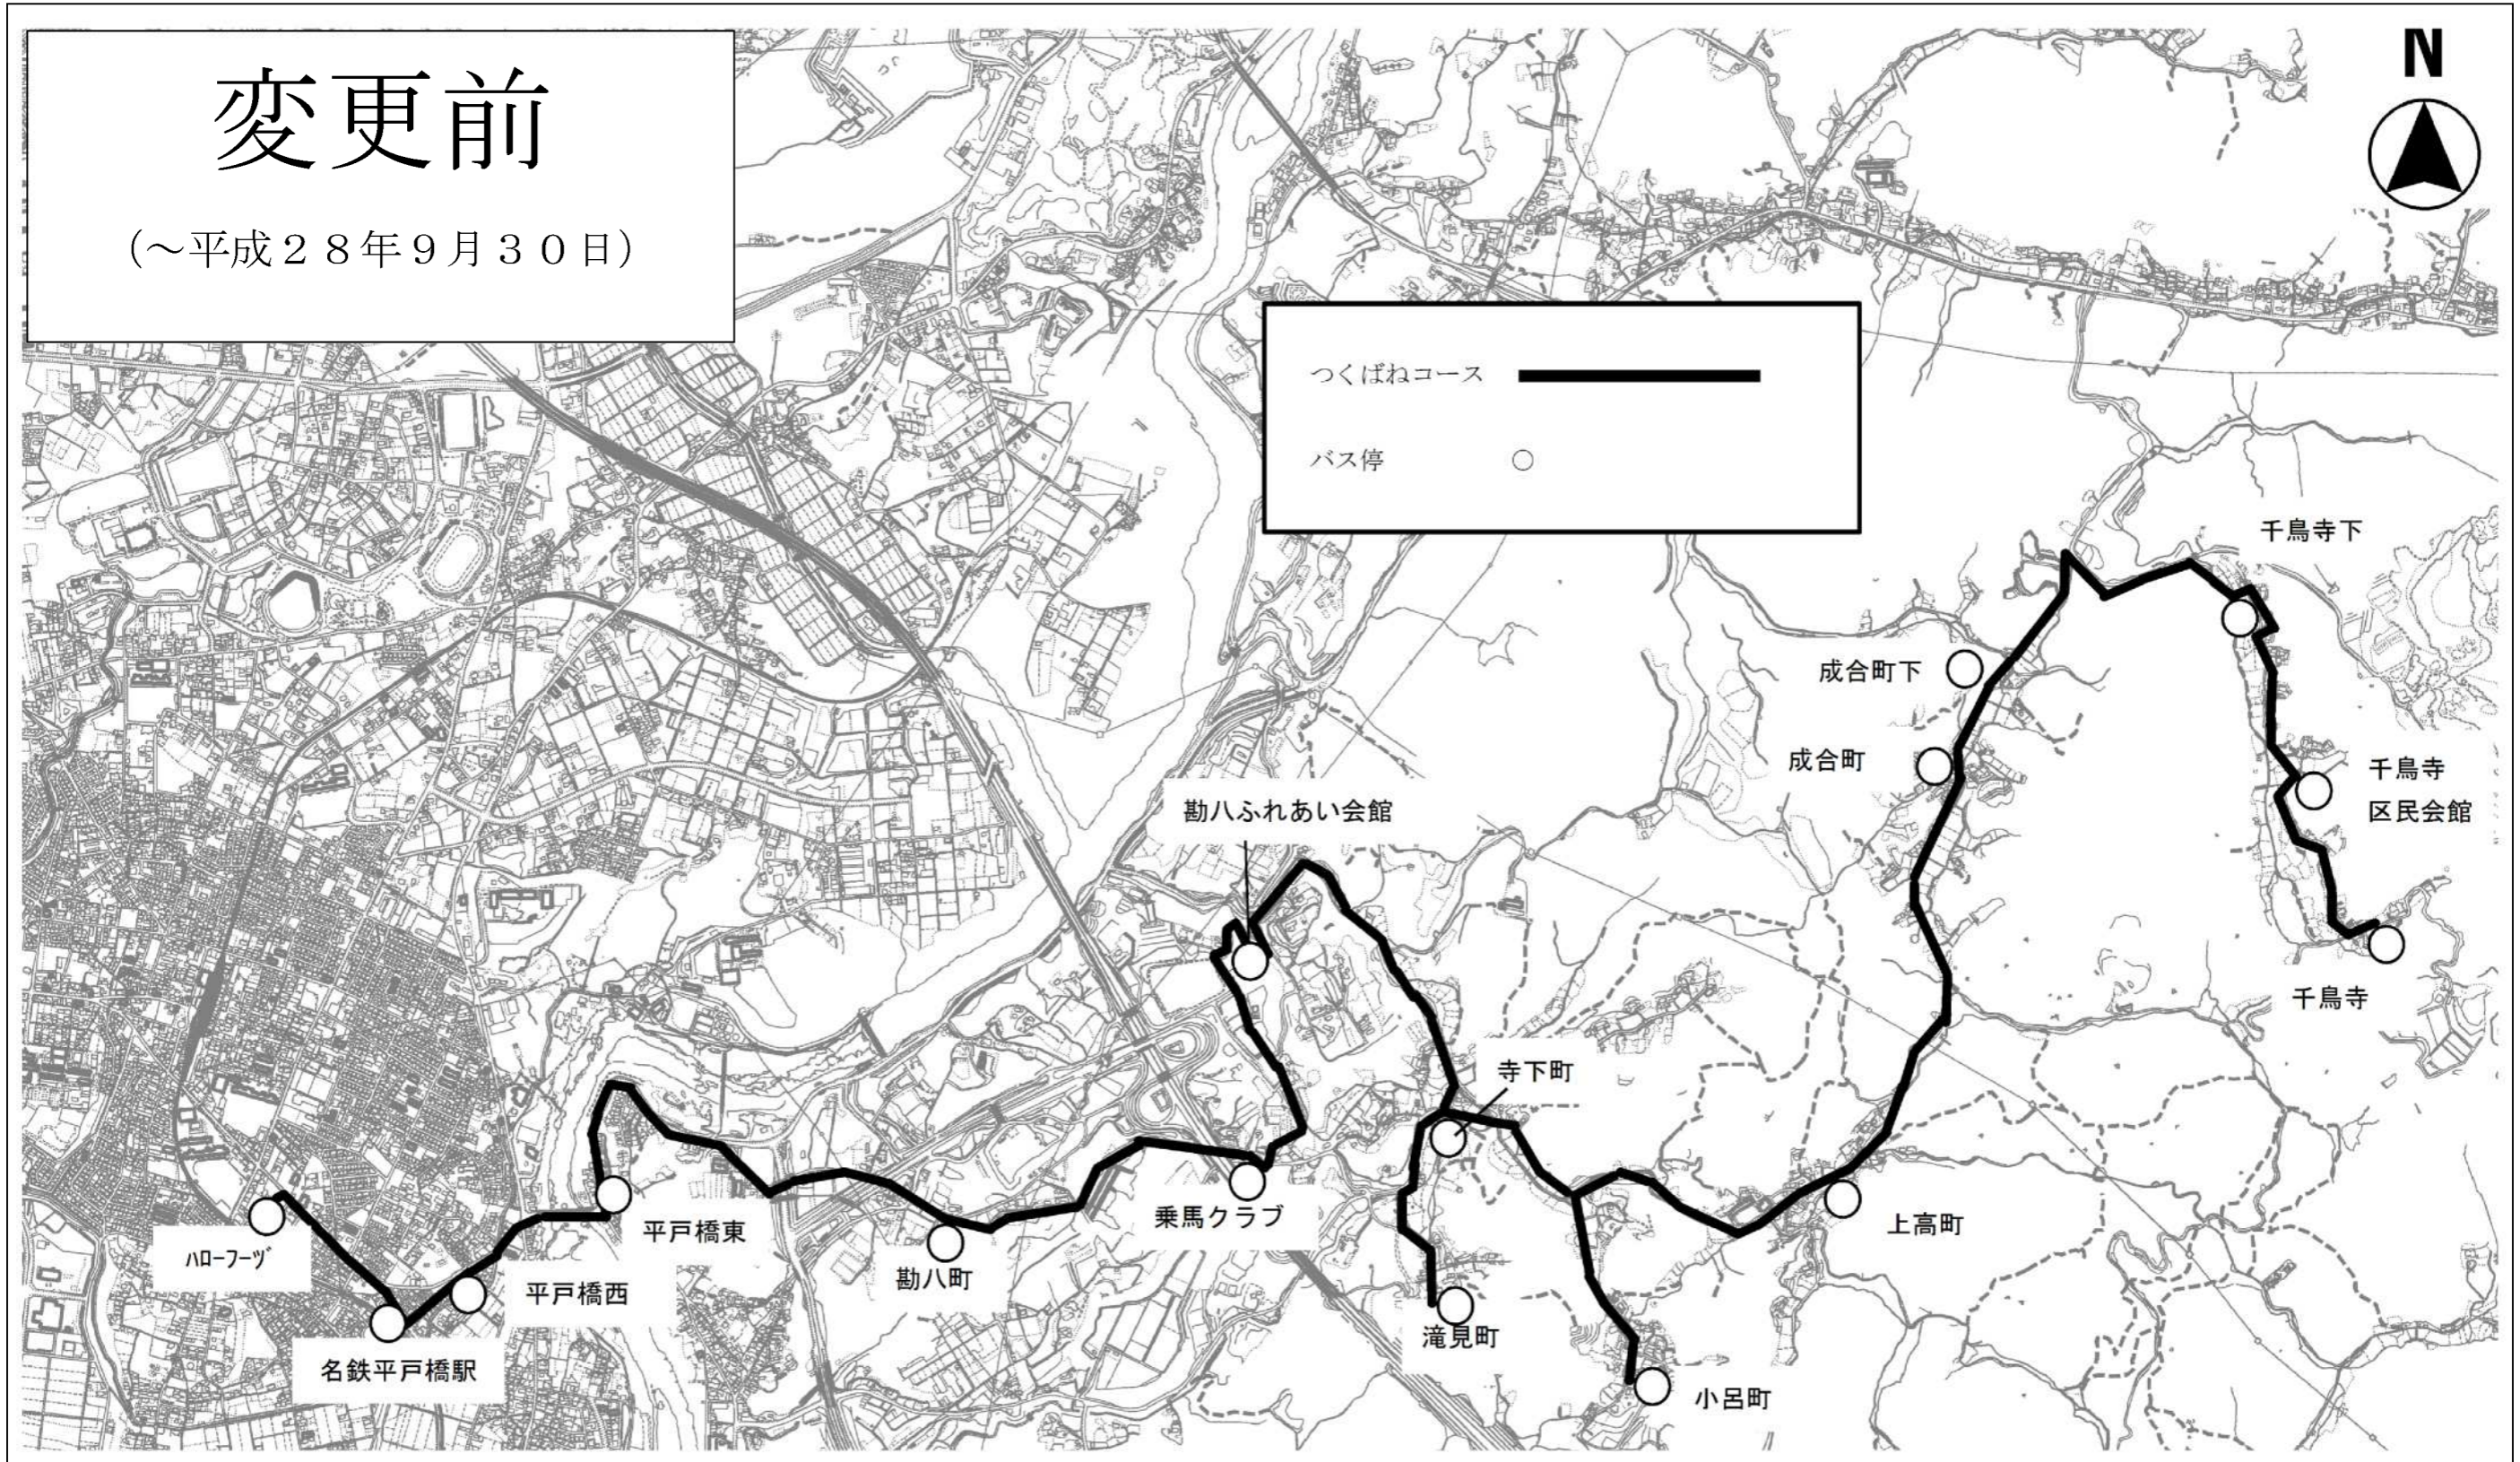 変更前
(～平成２８年９月３０日)
N
つくばねコース
バス停
千鳥寺下
成合町下
成合町
千鳥寺
区民会館
勘八ふれあい会館
千鳥寺
寺下町
乗馬クラブ
上高町
平戸橋東
ﾊﾛｰﾌｰﾂﾞ
勘八町
平戸橋西
滝見町
名鉄平戸橋駅
小呂町